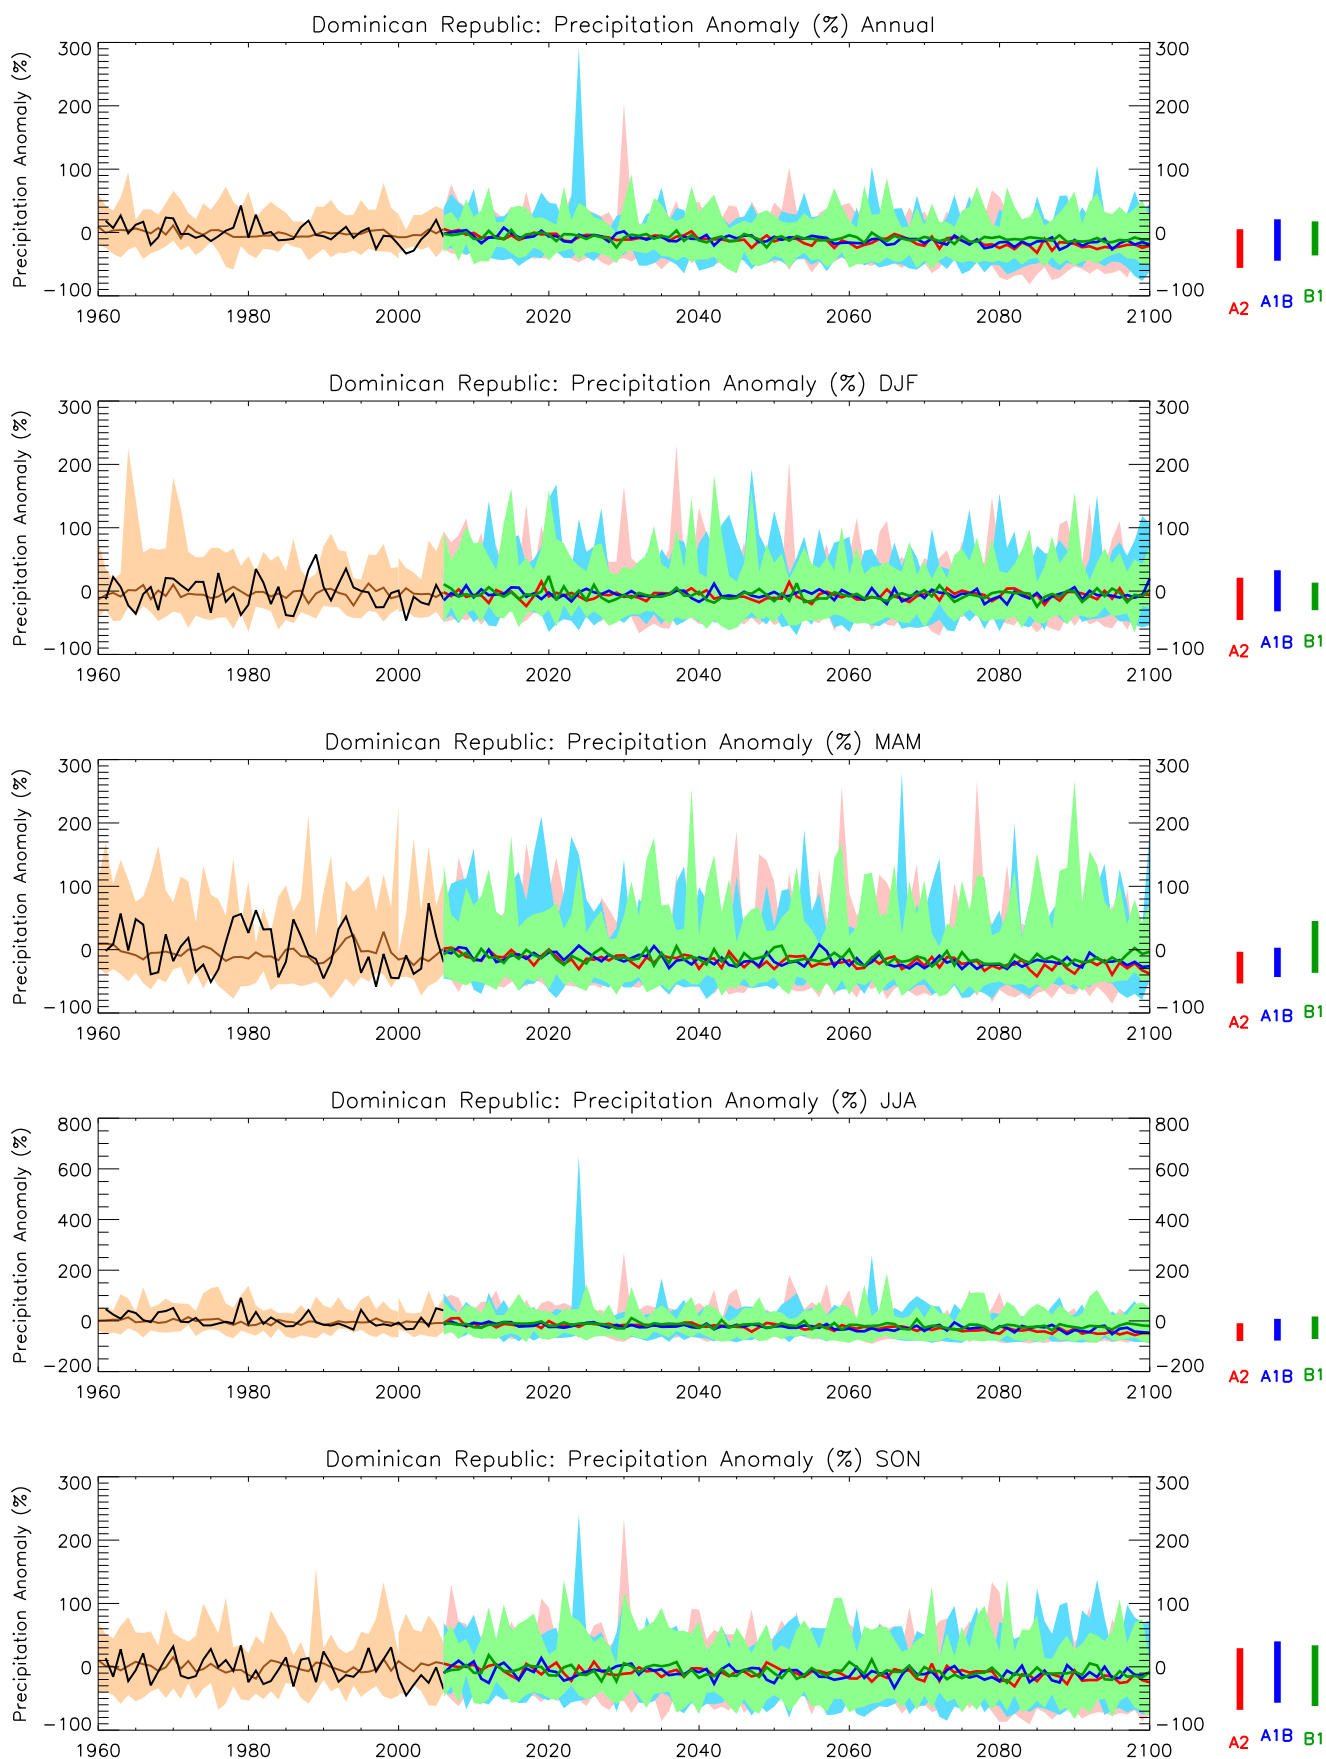 Dominican Republic: Precipitation Anomaly (%) Annual
Precipitation Anomaly (%)
300 300
200 200
100 100
0 0
−100 −100
1960 1980 2000 2020 2040 2060 2080 2100
A2 A1B B1
Dominican Republic: Precipitation Anomaly (%) DJF
Precipitation Anomaly (%)
300 300
200 200
100 100
0 0
−100 −100
1960 1980 2000 2020 2040 2060 2080 2100
A2 A1B B1
Dominican Republic: Precipitation Anomaly (%) MAM
Precipitation Anomaly (%)
300 300
200 200
100 100
0 0
−100 −100
1960 1980 2000 2020 2040 2060 2080 2100
A2 A1B B1
Dominican Republic: Precipitation Anomaly (%) JJA
Precipitation Anomaly (%)
800 800
600 600
400 400
200 200
0 0
−200 −200
1960 1980 2000 2020 2040 2060 2080 2100
A2 A1B B1
Dominican Republic: Precipitation Anomaly (%) SON
Precipitation Anomaly (%)
300 300
200 200
100 100
0 0
−100 −100
1960 1980 2000 2020 2040 2060 2080 2100
A2 A1B B1